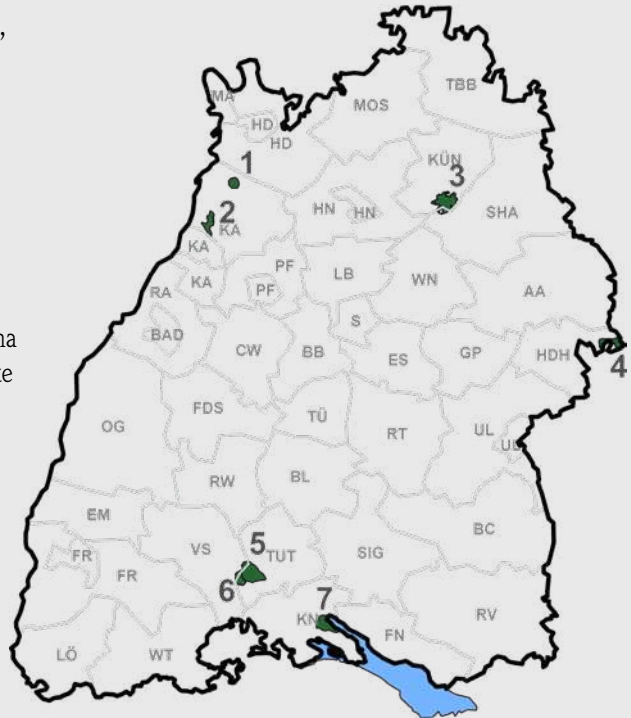 ,
MA
HD
HD
MOS
TBB
1
KÜN
3
2
KA
HN
HN
SHA
KA
PF
LB
WN
KA
PF
RA
AA
S
BAD
CW
BB
ES
GP
HDH
4
na
te
FDS
TÜ
OG
RT
UL
UL
RW
BL
EM
BC
VS
5
TUT
SIG
FR
FR
6
7
KN
FN
RV
LÖ
WT